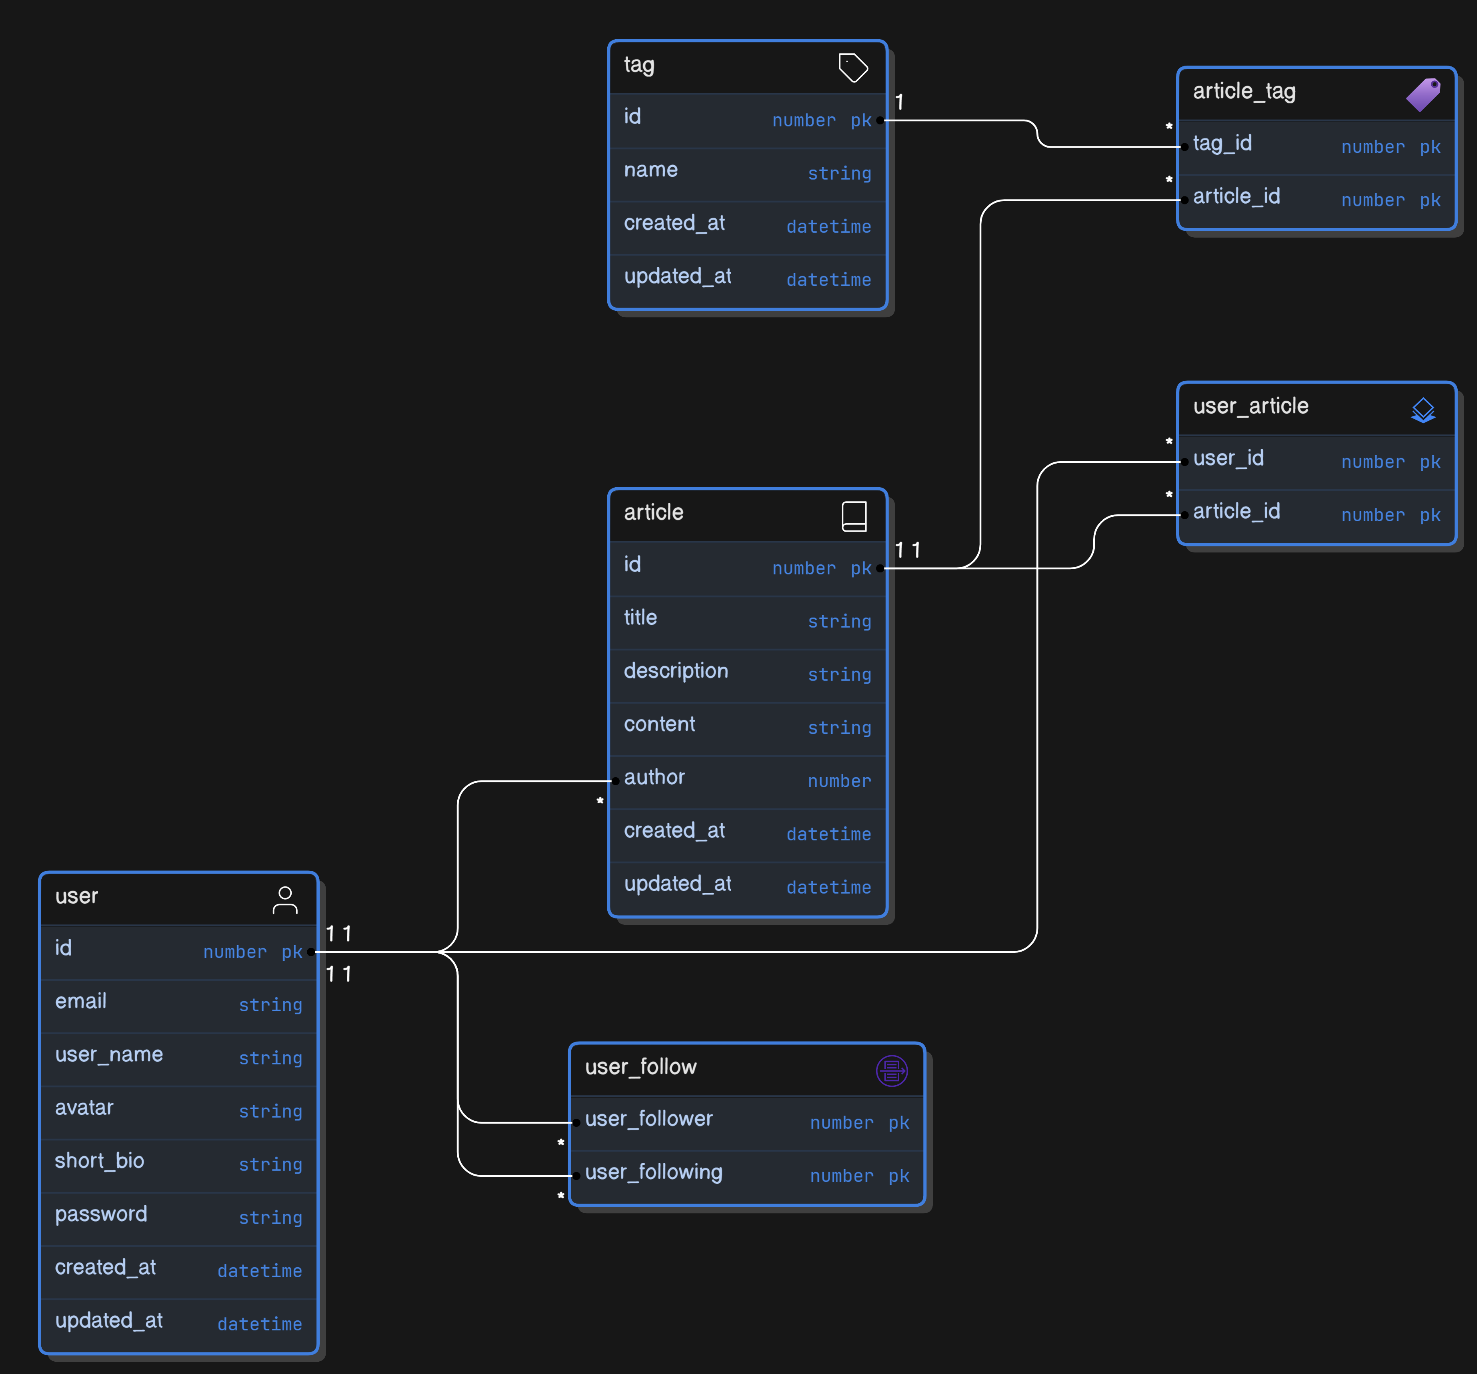 tag
id number pk
name string
created_at datetime
updated_at datetime
1
article_tag
*
tag_id number pk
*
article_id number pk
user_article
*
user_id number pk
*
article_id number pk
article
1 1
id number pk
title string
description string
content string
author number
*
created_at datetime
updated_at datetime
user
1 1
id number pk
1 1
email string
user_name string
avatar string
short_bio string
password string
created_at datetime
updated_at datetime
user_follow
user_follower number pk
*
user_following number pk
*